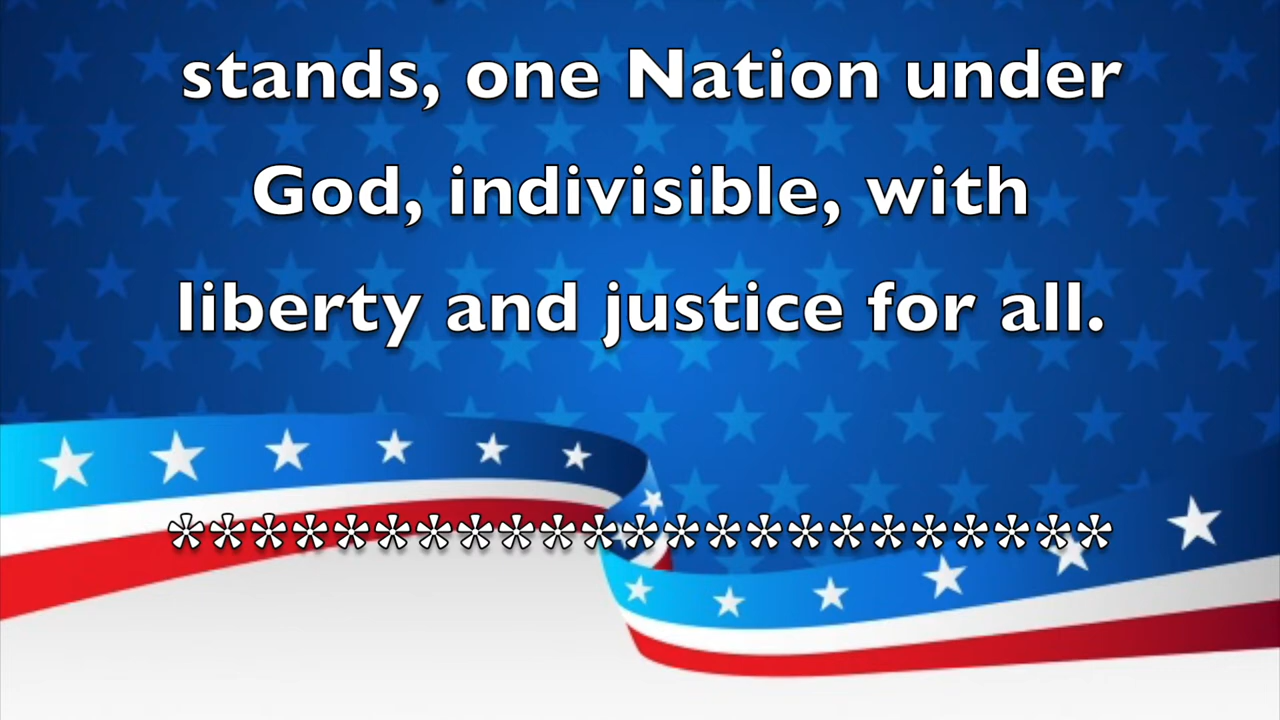 stands, one Nation under
God, indivisible, with
liberty and justice for all.
***********************